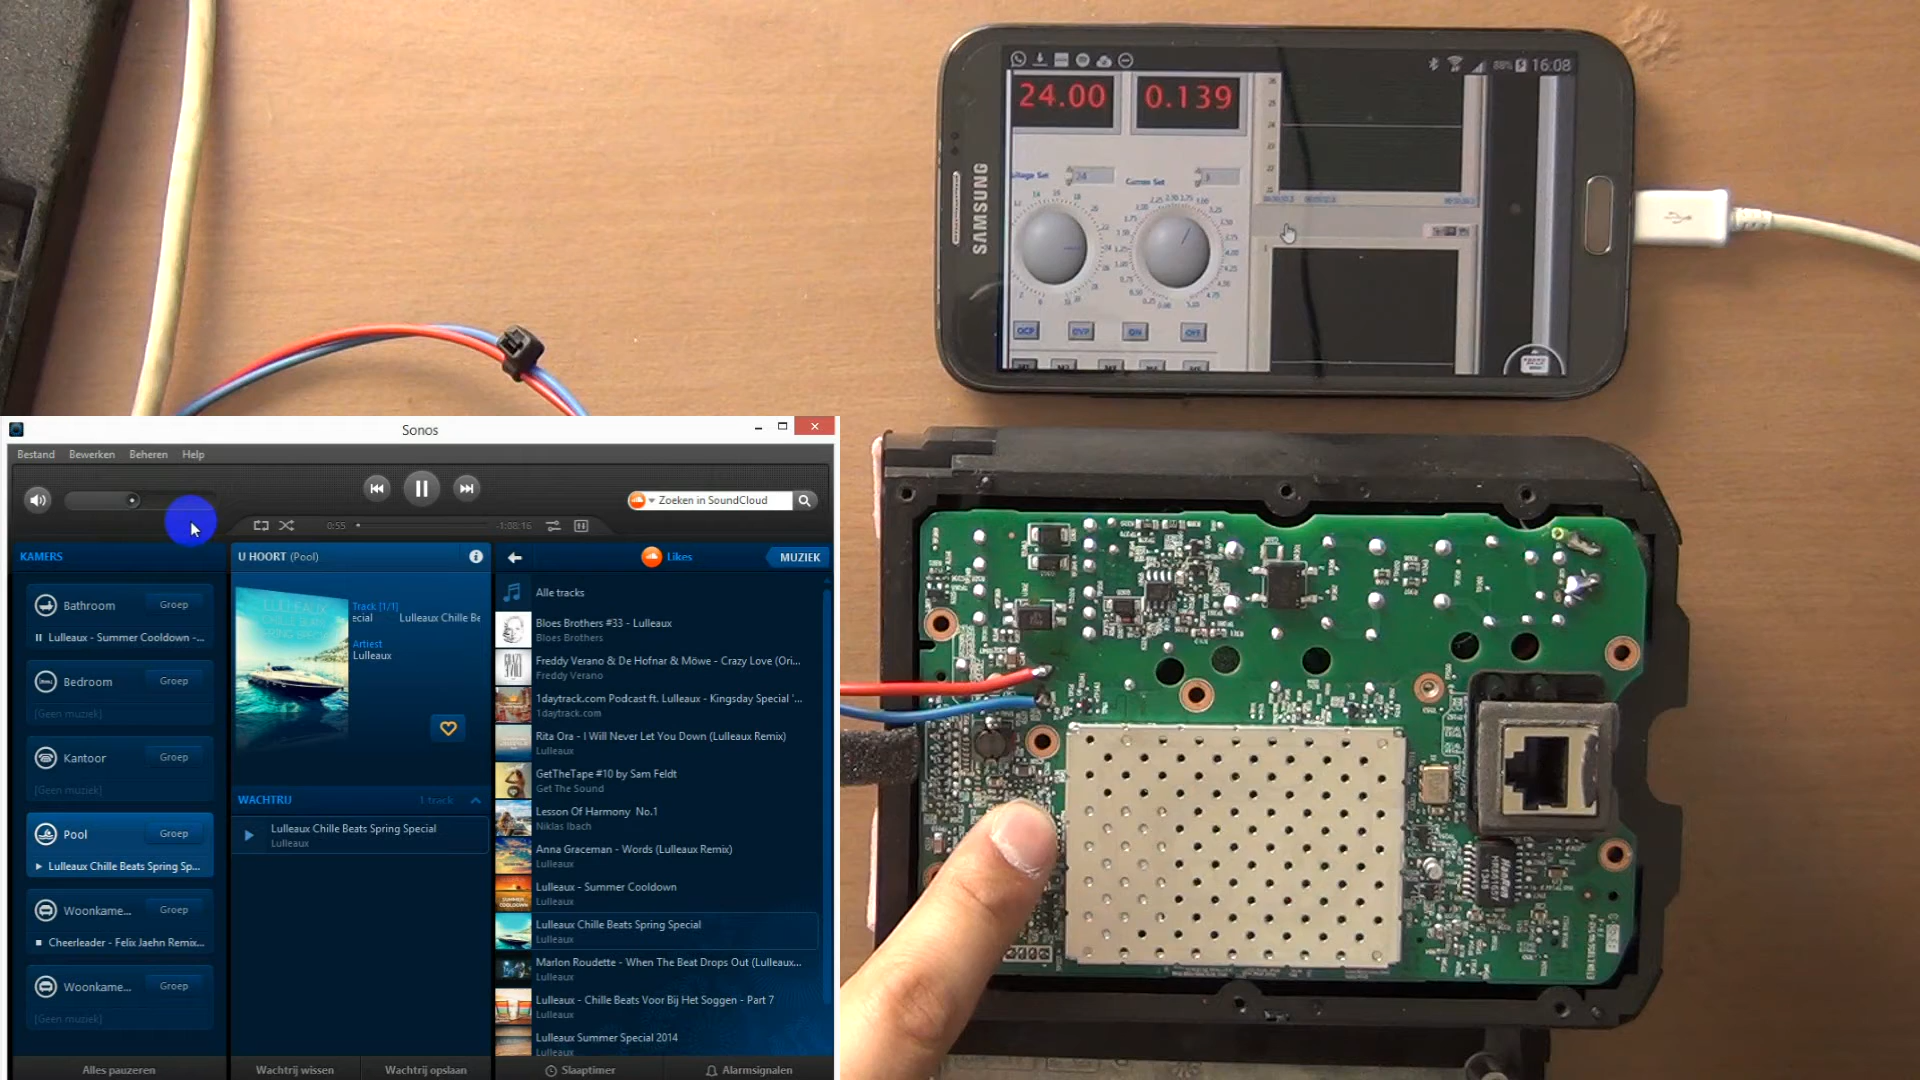 88% 16:08
24.00 0.139
SAMSUNG
24 3
OCP OVP ON OFF
Sonos
Bestand Bewerken Beheren Help
Zoeken in SoundCloud
0:55 -1:08:16
KAMERS
Bathroom Groep
Lulleaux - Summer Cooldown -...
Bedroom Groep
[Geen muziek]
Kantoor Groep
[Geen muziek]
Pool Groep
Lulleaux Chille Beats Spring Sp...
Woonkame... Groep
Cheerleader - Felix Jaehn Remix...
Woonkame... Groep
[Geen muziek]
Alles pauzeren
U HOORT (Pool)
LULLEAUX
CHILLE BEATS
SPRING SPECIAL
Track [1/1]
ecial Lulleaux Chille Be
Artiest
Lulleaux
WACHTRIJ 1 track
Lulleaux Chille Beats Spring Special
Lulleaux
Wachtrij wissen Wachtrij opslaan
Likes MUZIEK
Alle tracks
Bloes Brothers #33 - Lulleaux
Bloes Brothers
Freddy Verano & De Hofnar & Möwe - Crazy Love (Ori...
Freddy Verano
1daytrack.com Podcast ft. Lulleaux - Kingsday Special '...
1daytrack.com
Rita Ora - I Will Never Let You Down (Lulleaux Remix)
Lulleaux
GetTheTape #10 by Sam Feldt
Get The Sound
Lesson Of Harmony No.1
Niklas Ibach
Anna Graceman - Words (Lulleaux Remix)
Lulleaux
Lulleaux - Summer Cooldown
Lulleaux
Lulleaux Chille Beats Spring Special
Lulleaux
Marlon Roudette - When The Beat Drops Out (Lulleaux...
Lulleaux
Lulleaux - Chille Beats Voor Bij Het Soggen - Part 7
Lulleaux
Lulleaux Summer Special 2014
Lulleaux
Slaaptimer Alarmsignalen